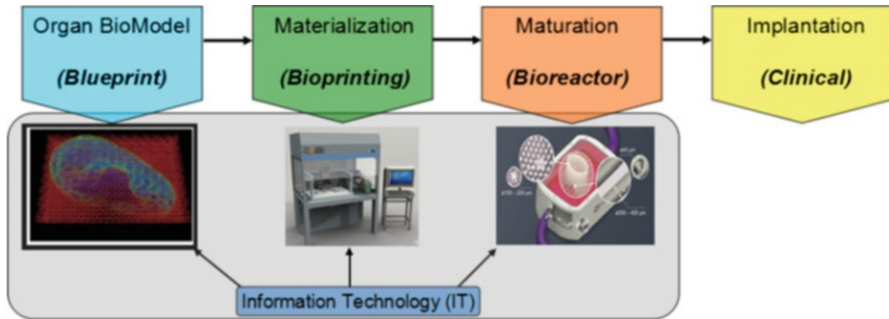 Organ BioModel
(Blueprint)
Materialization
(Bioprinting)
Maturation
(Bioreactor)
Implantation
(Clinical)
Information Technology (IT)